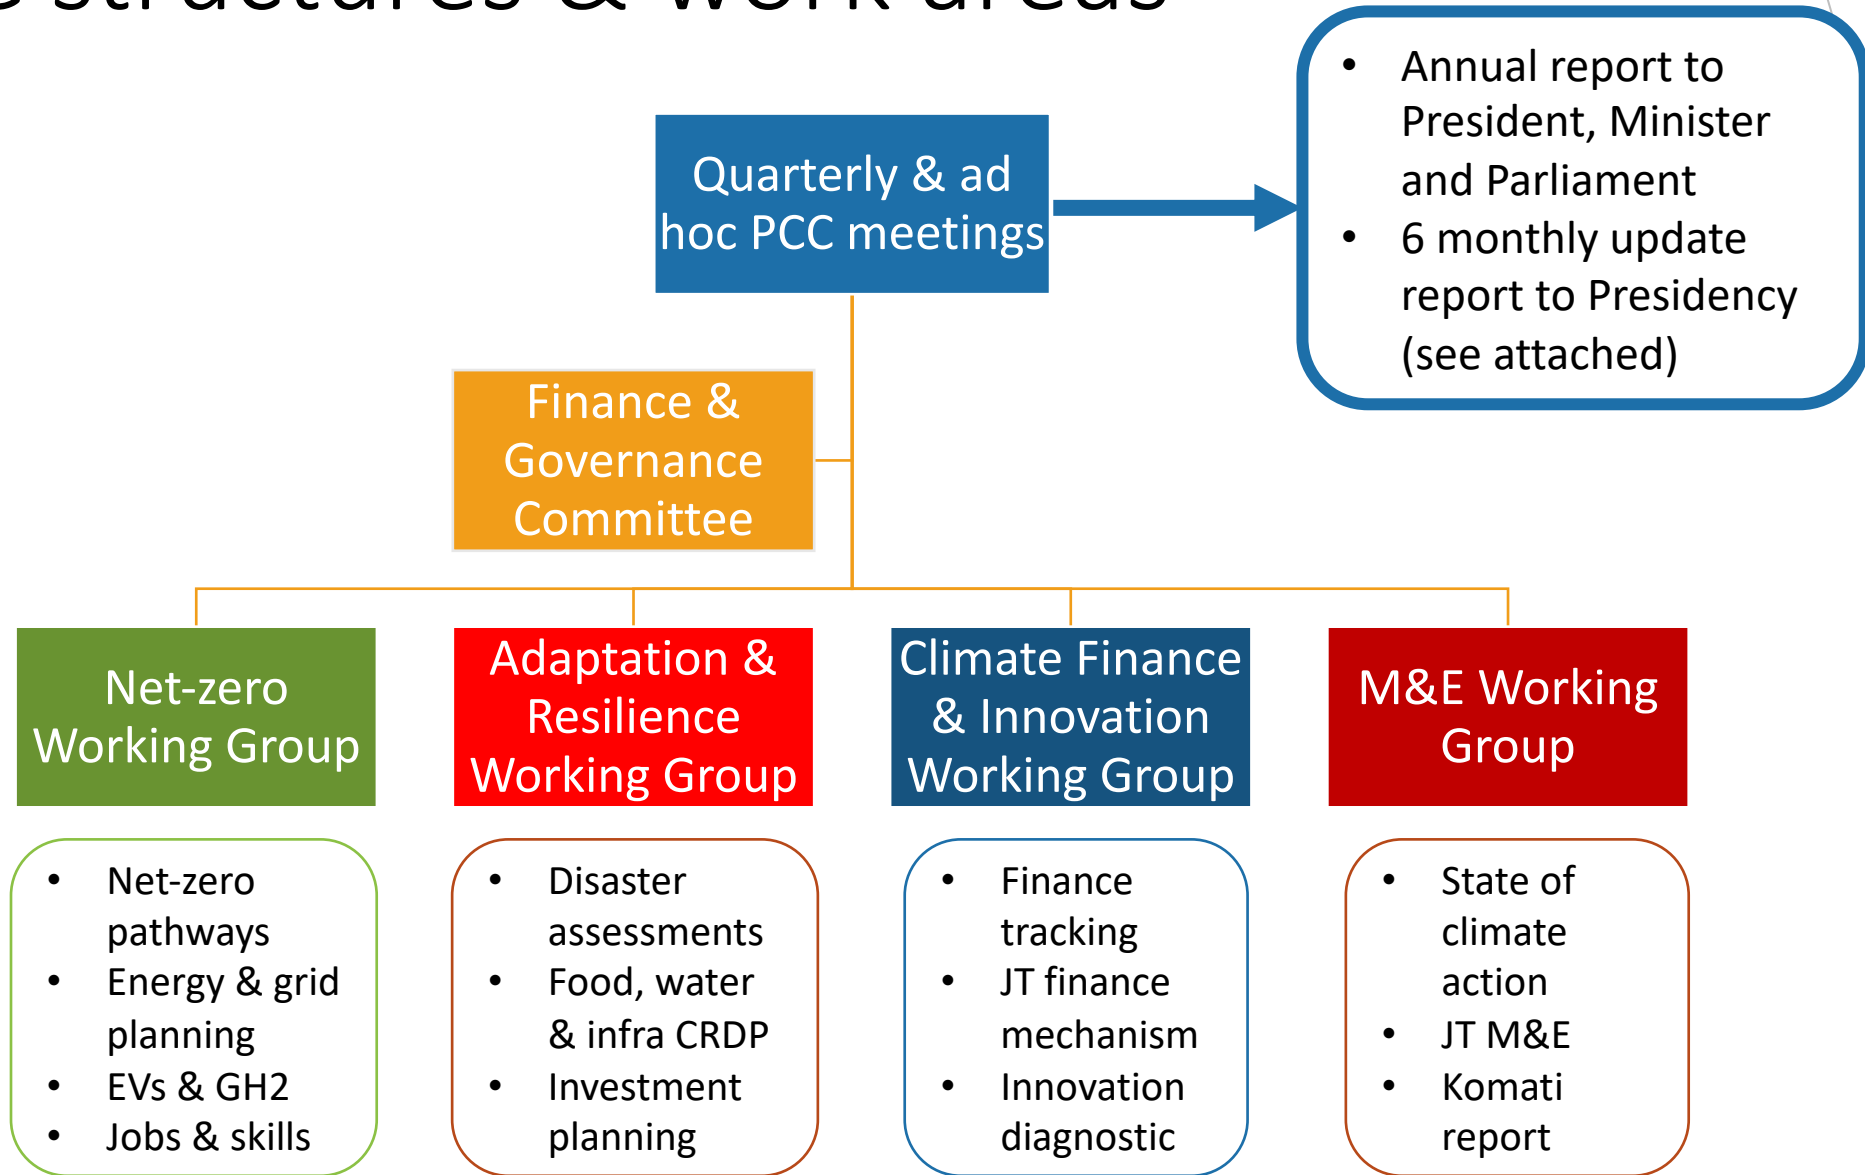 structures & work areas
• Annual report to
President, Minister
and Parliament
• 6 monthly update
report to Presidency
(see attached)
Quarterly & ad
hoc PCC meetings
Finance &
Governance
Committee
Net-zero
Working Group
Adaptation &
Resilience
Working Group
Climate Finance
& Innovation
Working Group
M&E Working
Group
• Net-zero
pathways
• Energy & grid
planning
• EVs & GH2
• Jobs & skills
• Disaster
assessments
• Food, water
& infra CRDP
• Investment
planning
• Finance
tracking
• JT finance
mechanism
• Innovation
diagnostic
• State of
climate
action
• JT M&E
• Komati
report